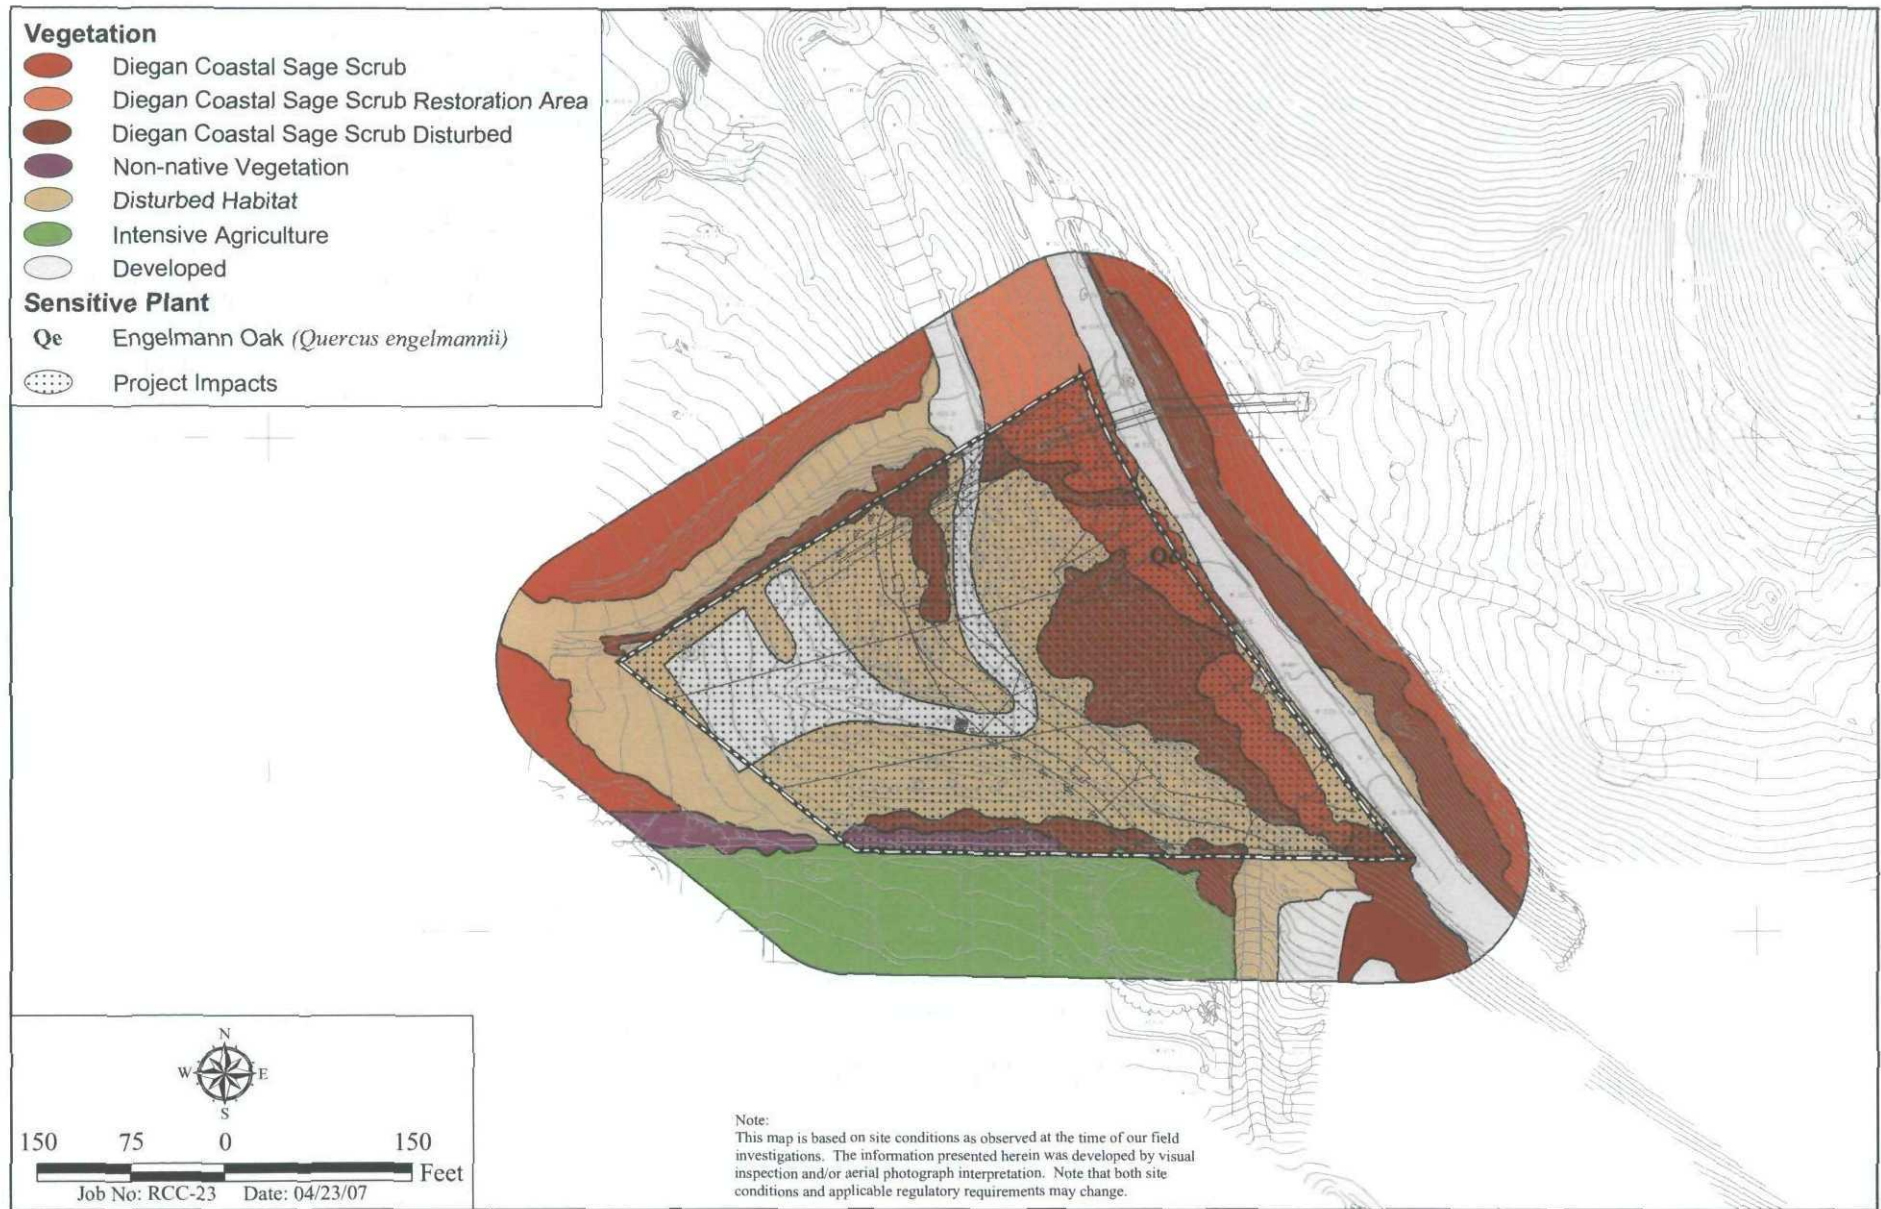 Vegetation
Diegan Coastal Sage Scrub
Diegan Coastal Sage Scrub Restoration Area
Diegan Coastal Sage Scrub Disturbed
Non-native Vegetation
Disturbed Habitat
Intensive Agriculture
Developed
Sensitive Plant
Qe Engelmann Oak (Quercus engelmannii)
Project Impacts
Qe
N
W E
S
150 75 0 150
Feet
Job No: RCC-23 Date: 04/23/07
Note:
This map is based on site conditions as observed at the time of our field
investigations. The information presented herein was developed by visual
inspection and/or aerial photograph interpretation. Note that both site
conditions and applicable regulatory requirements may change.